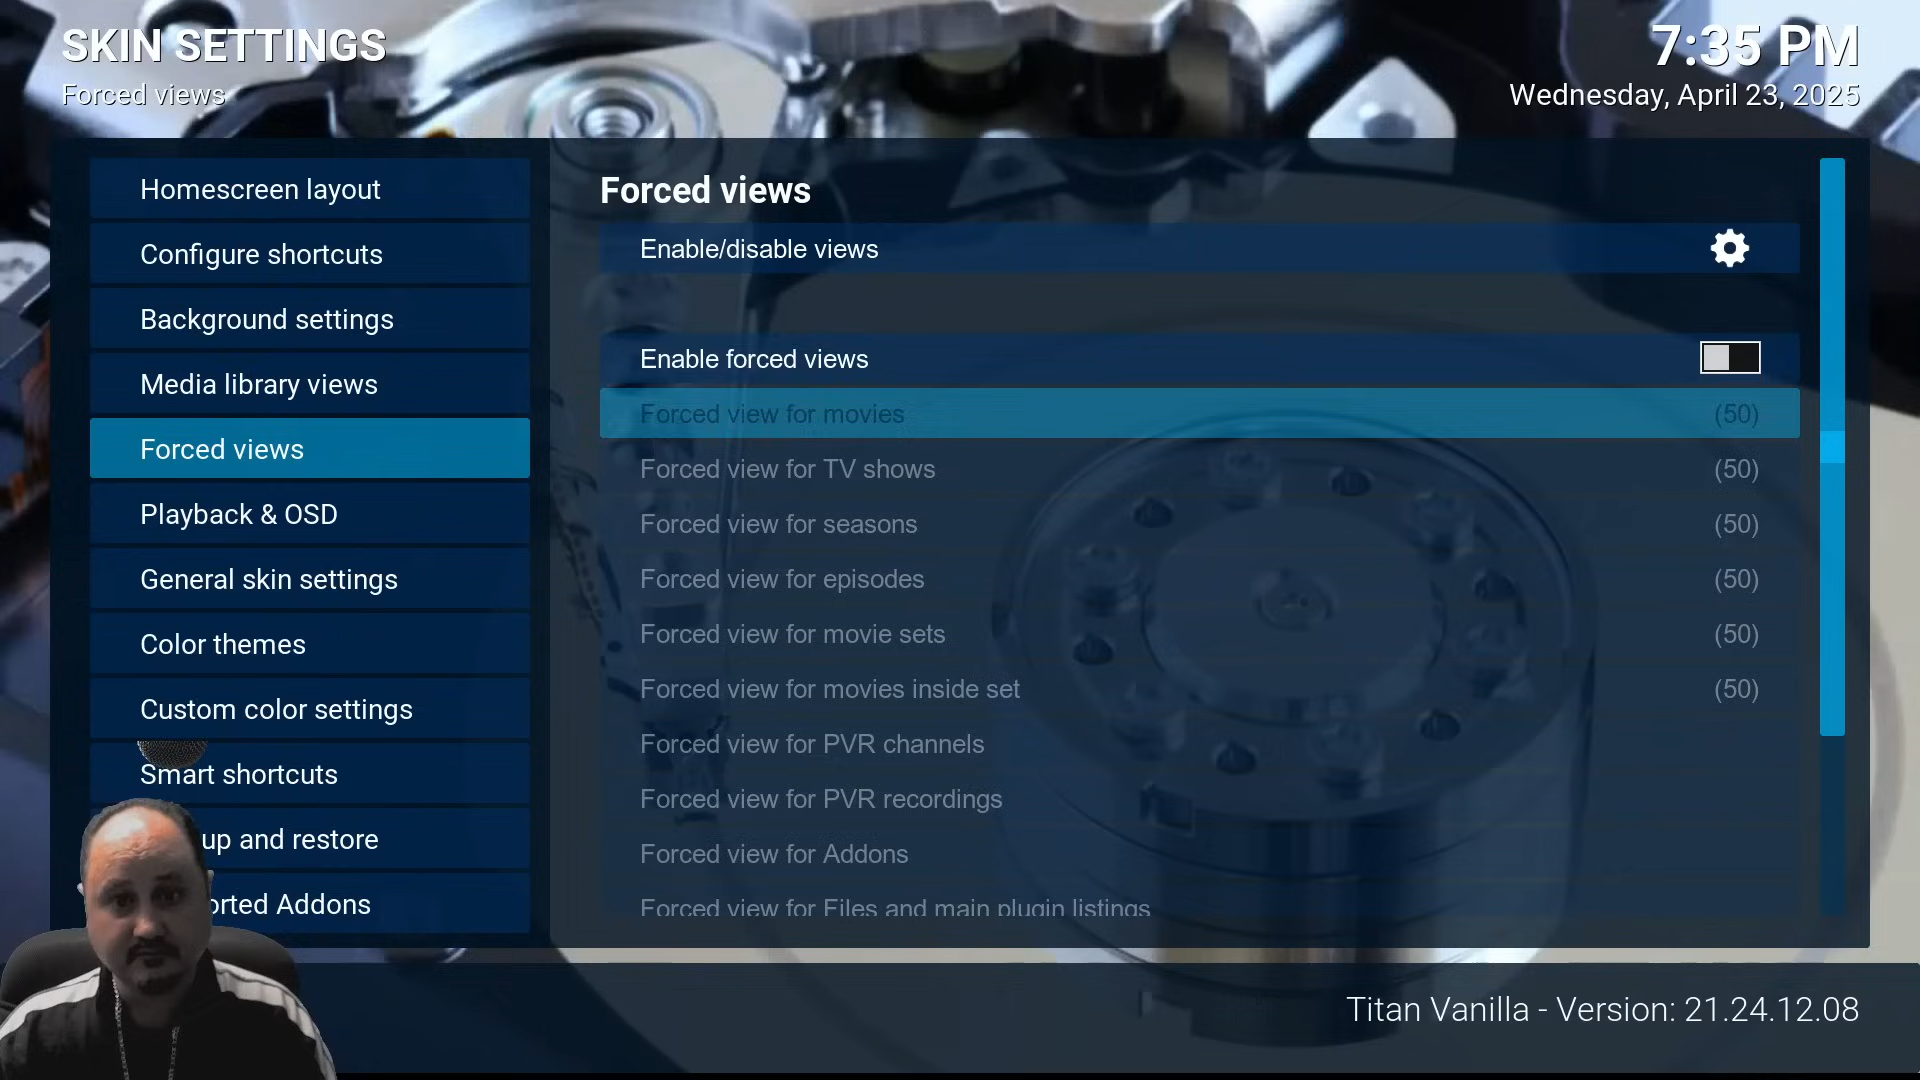 SKIN SETTINGS
Forced views
7:35 PM
Wednesday, April 23, 2025
Homescreen layout
Configure shortcuts
Background settings
Media library views
Forced views
Playback & OSD
General skin settings
Color themes
Custom color settings
Smart shortcuts
up and restore
orted Addons
Forced views
Enable/disable views
Enable forced views
Forced view for movies (50)
Forced view for TV shows (50)
Forced view for seasons (50)
Forced view for episodes (50)
Forced view for movie sets (50)
Forced view for movies inside set (50)
Forced view for PVR channels
Forced view for PVR recordings
Forced view for Addons
Forced view for Files and main plugin listings
Titan Vanilla - Version: 21.24.12.08